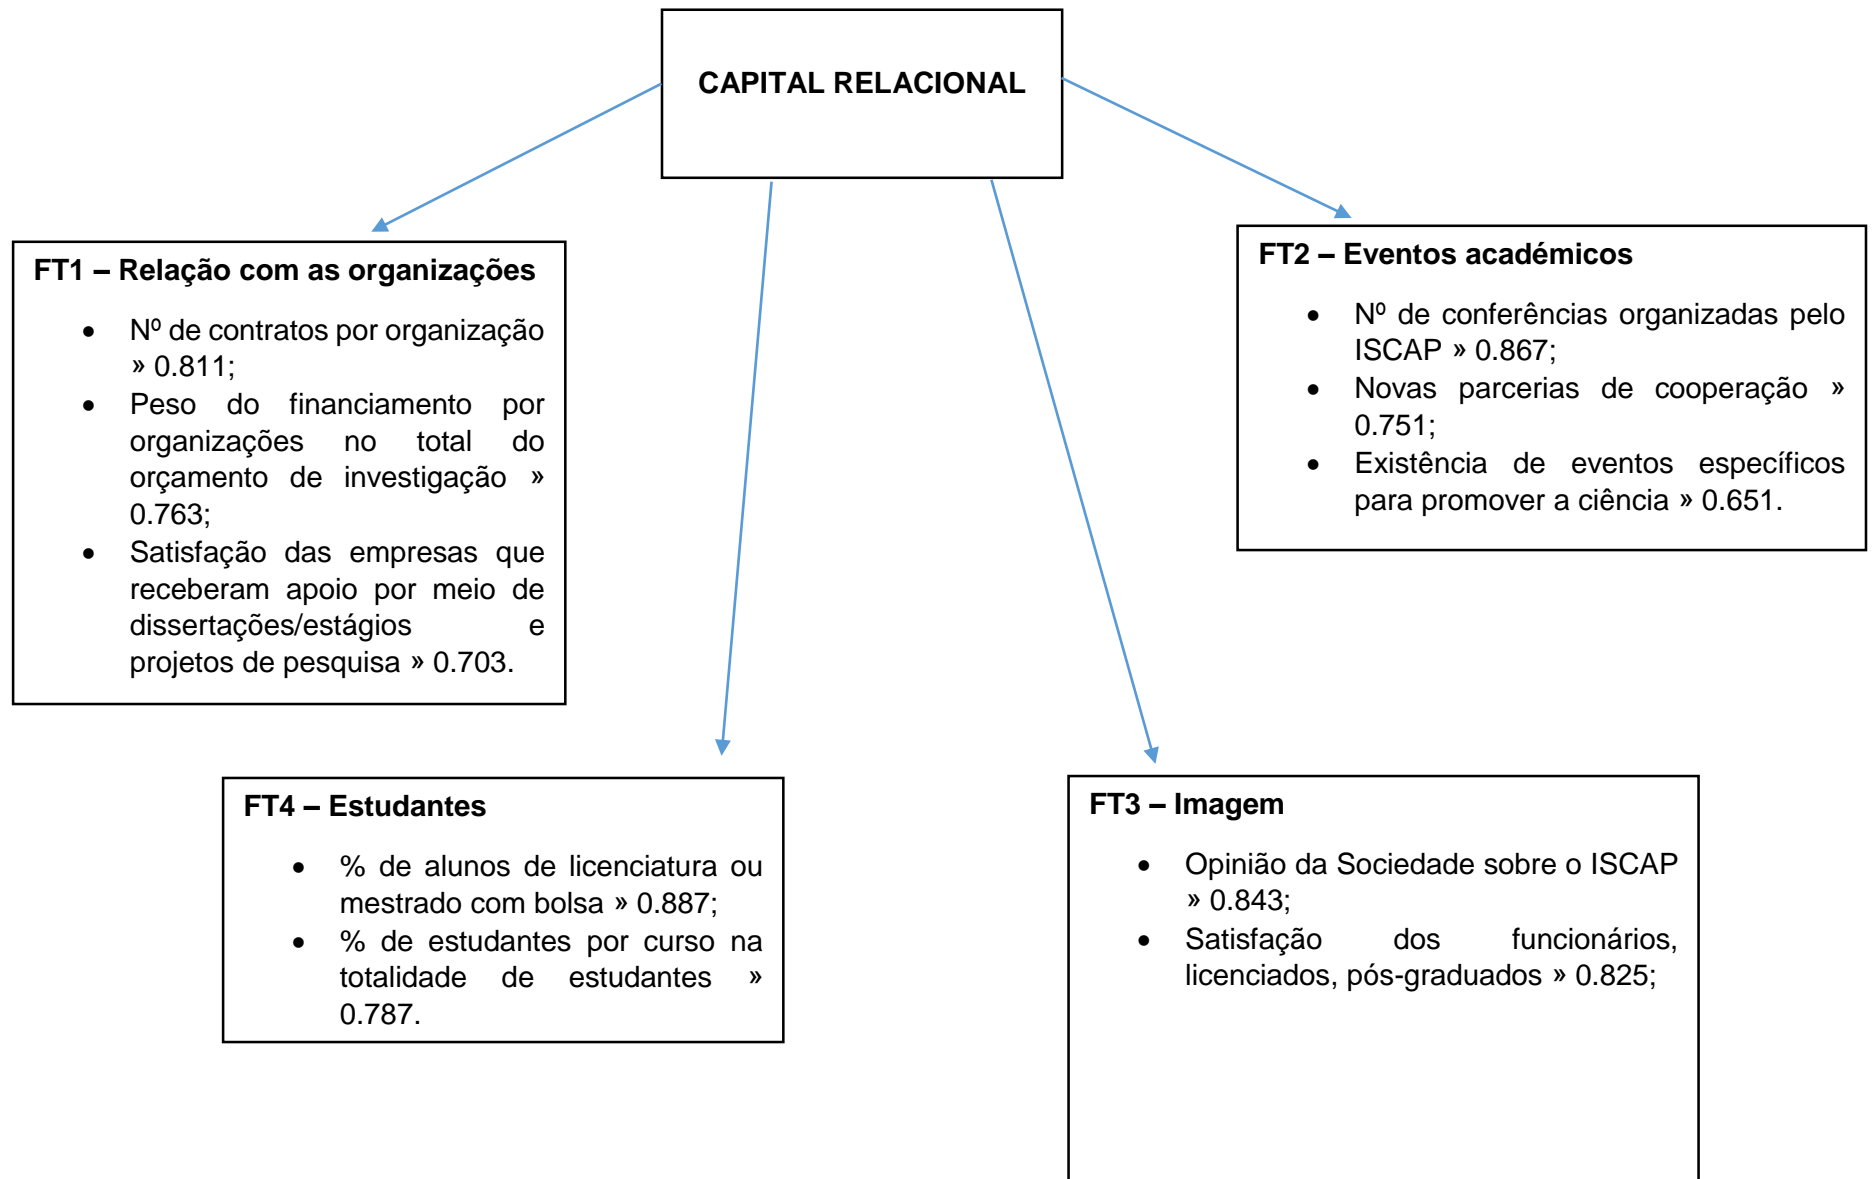 CAPITAL RELACIONAL
FT1 – Relação com as organizações
• Nº de contratos por organização
» 0.811;
• Peso do financiamento por
organizações no total do
orçamento de investigação »
0.763;
• Satisfação das empresas que
receberam apoio por meio de
dissertações/estágios e
projetos de pesquisa » 0.703.
FT2 – Eventos académicos
• Nº de conferências organizadas pelo
ISCAP » 0.867;
• Novas parcerias de cooperação »
0.751;
• Existência de eventos específicos
para promover a ciência » 0.651.
FT4 – Estudantes
• % de alunos de licenciatura ou
mestrado com bolsa » 0.887;
• % de estudantes por curso na
totalidade de estudantes »
0.787.
FT3 – Imagem
• Opinião da Sociedade sobre o ISCAP
» 0.843;
• Satisfação dos funcionários,
licenciados, pós-graduados » 0.825;